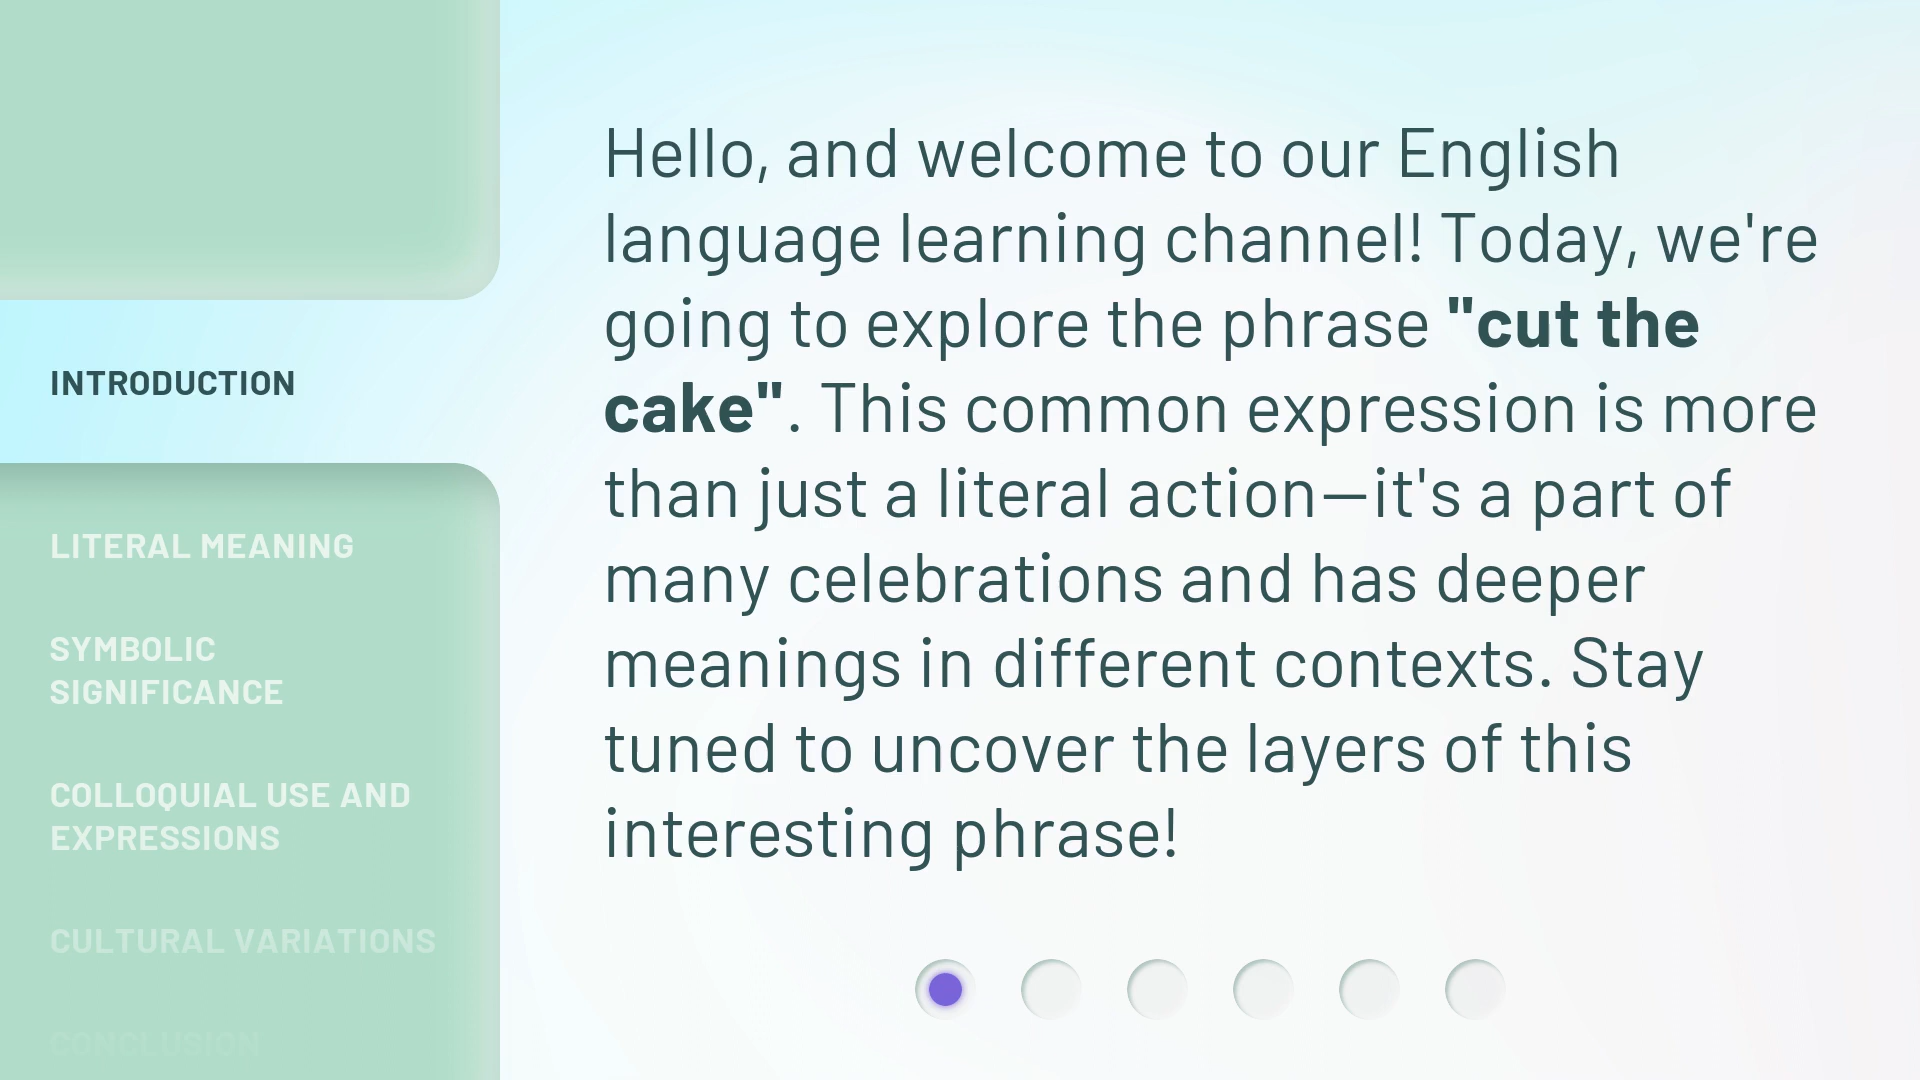 INTRODUCTION
LITERAL MEANING
SYMBOLIC
SIGNIFICANCE
COLLOQUIAL USE AND
EXPRESSIONS
CULTURAL VARIATIONS
CONCLUSION
Hello, and welcome to our English
language learning channel! Today, we're
going to explore the phrase "cut the
cake". This common expression is more
than just a literal action—it's a part of
many celebrations and has deeper
meanings in different contexts. Stay
tuned to uncover the layers of this
interesting phrase!